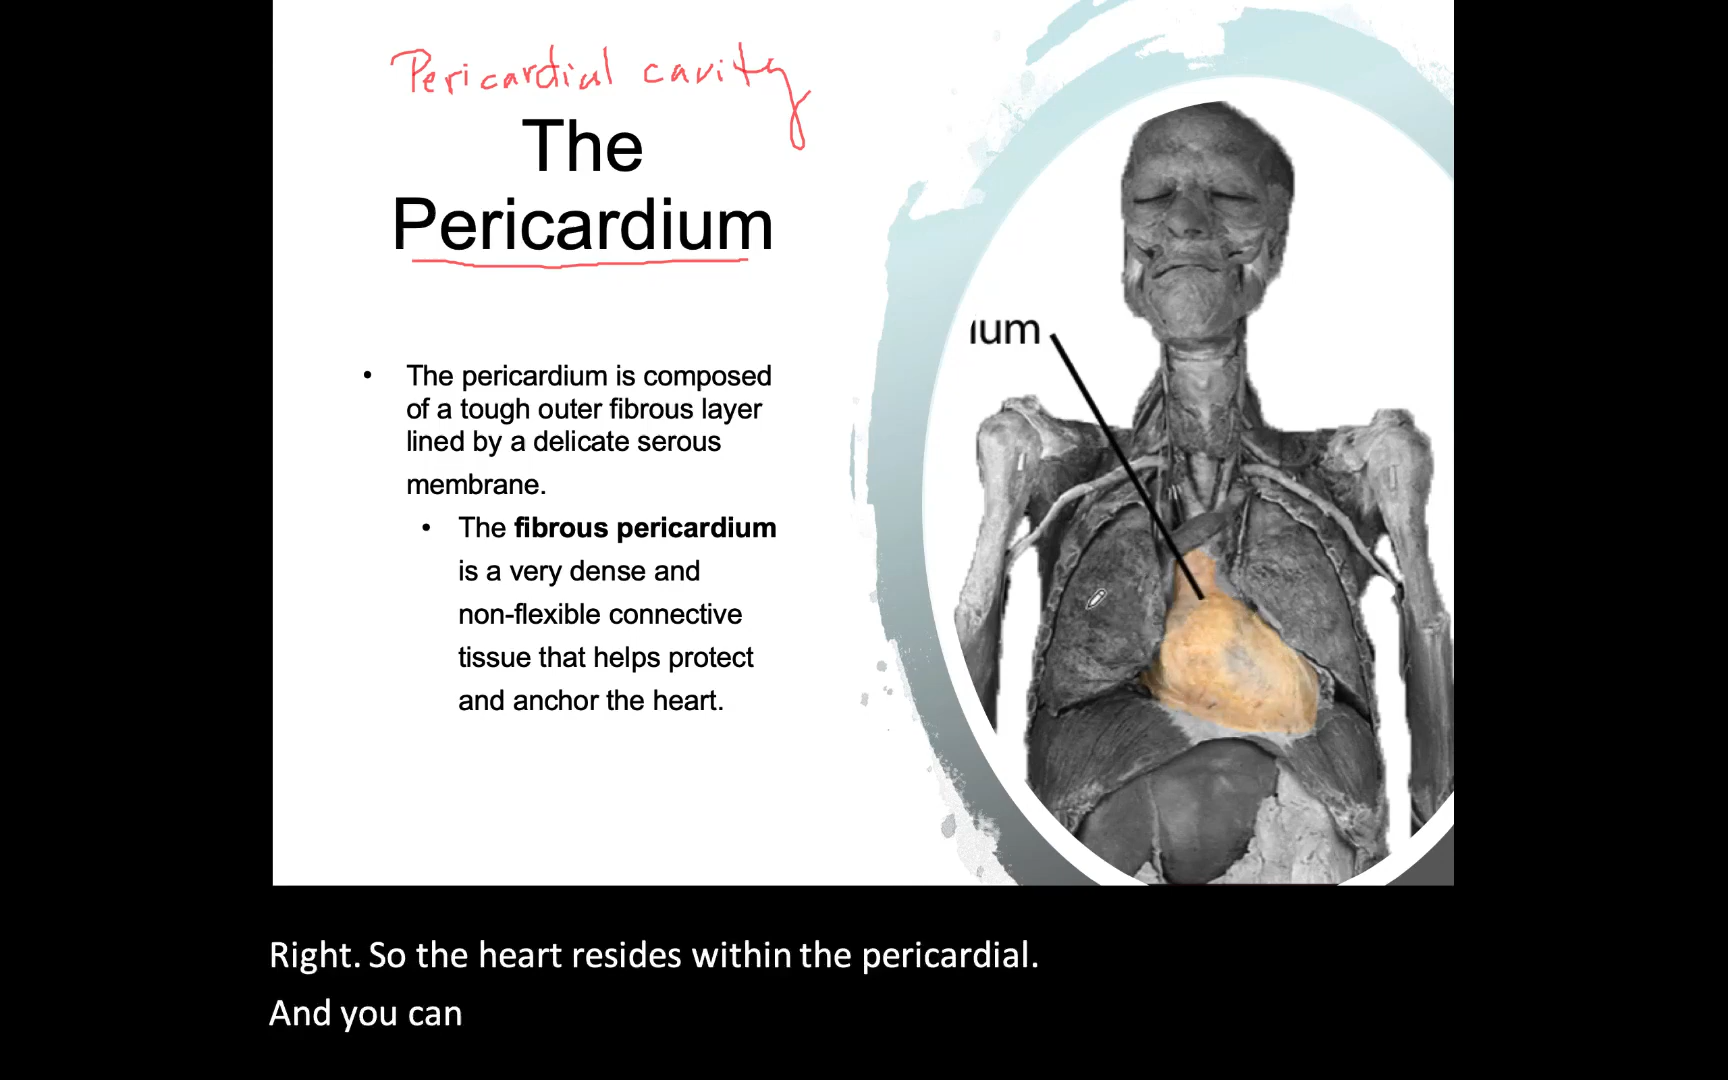 Pericardial cavity
The
Pericardium
• The pericardium is composed
of a tough outer fibrous layer
lined by a delicate serous
membrane.
• The fibrous pericardium
is a very dense and
non-flexible connective
tissue that helps protect
and anchor the heart.
ium
Right. So the heart resides within the pericardial.
And you can